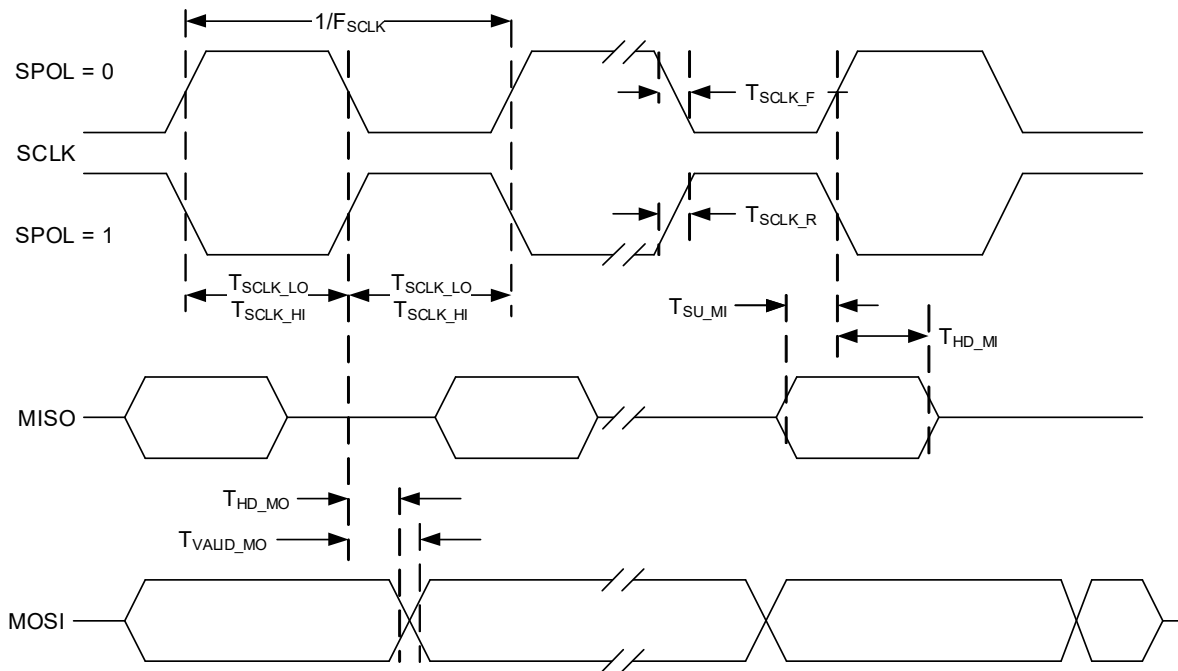 1/FSCLK
SPOL = 0
TSCLK_F
SCLK
TSCLK_R
SPOL = 1
TSCLK_LO TSCLK_LO
TSCLK_HI TSCLK_HI
TSU_MI
THD_MI
MISO
THD_MO
TVALID_MO
MOSI